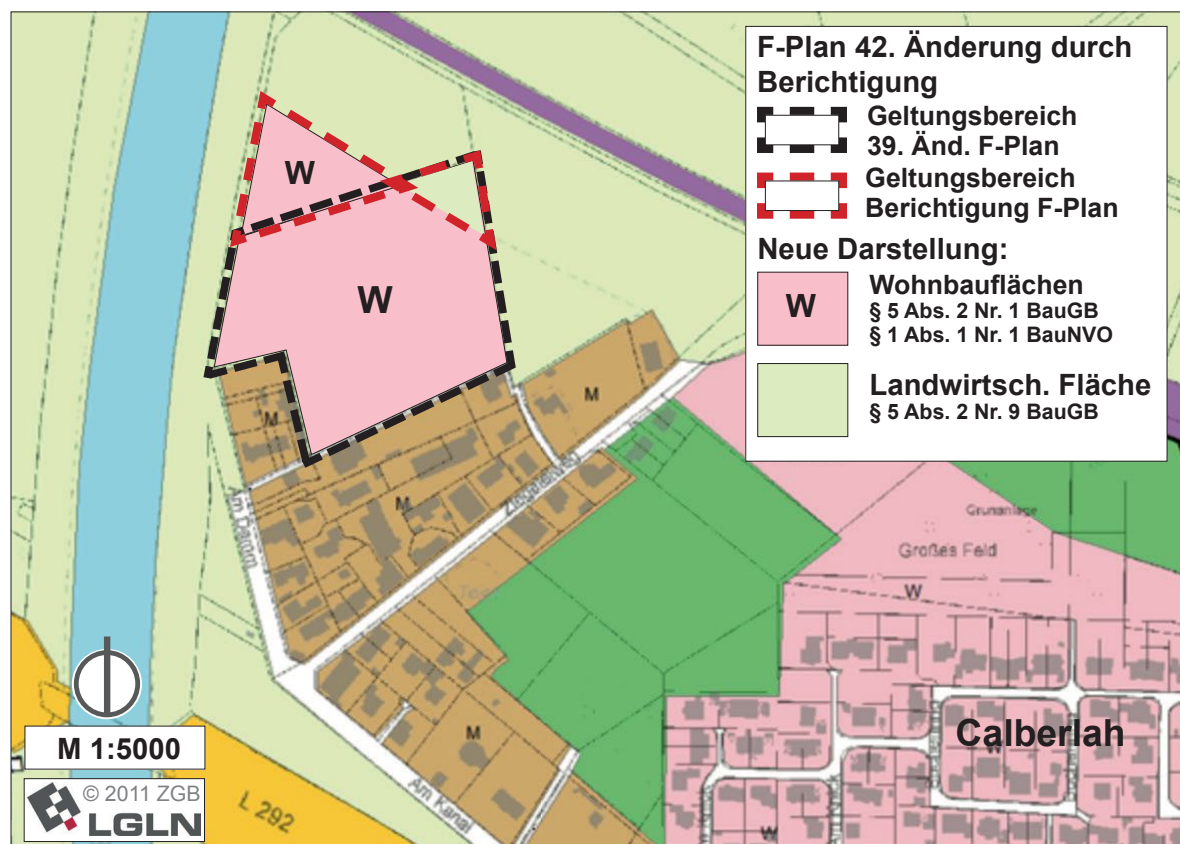 F-Plan 42. Änderung durch
Berichtigung
Geltungsbereich
39. Änd. F-Plan
Geltungsbereich
Berichtigung F-Plan
Neue Darstellung:
W
Wohnbauflächen
§ 5 Abs. 2 Nr. 1 BauGB
§ 1 Abs. 1 Nr. 1 BauNVO
Landwirtsch. Fläche
§ 5 Abs. 2 Nr. 9 BauGB
W
W
M
M
M
Ziegeleiweg
Am Damm
Grünanlage
Großes Feld
W
M
Calberlah
W
W
Am Kanal
L 292
M 1:5000
© 2011 ZGB
LGLN